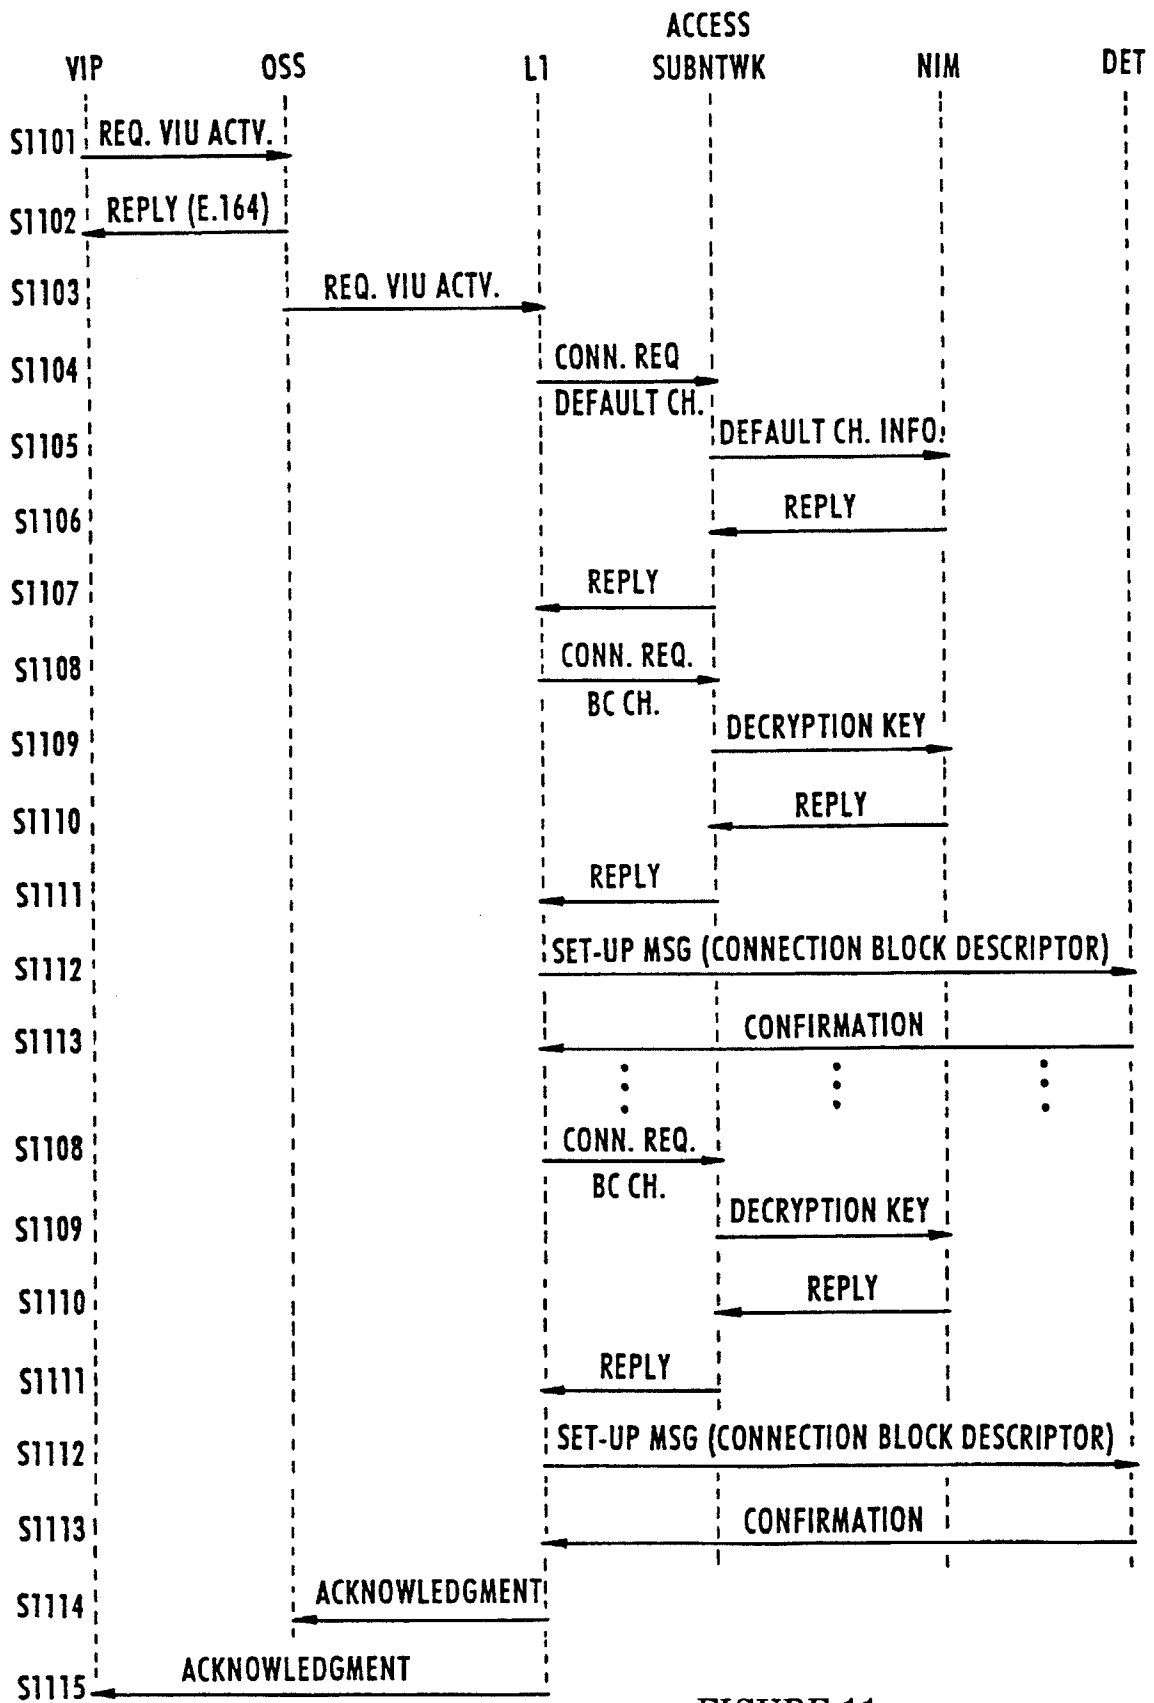 ACCESS
VIP OSS L1 SUBNTWK NIM DET
S1101 REQ. VIU ACTV.
S1102 REPLY (E.164)
S1103 REQ. VIU ACTV.
S1104 CONN. REQ
DEFAULT CH.
S1105 DEFAULT CH. INFO.
S1106 REPLY
S1107 REPLY
S1108 CONN. REQ.
BC CH.
S1109 DECRYPTION KEY
S1110 REPLY
S1111 REPLY
S1112 SET-UP MSG (CONNECTION BLOCK DESCRIPTOR)
S1113 CONFIRMATION
S1108 CONN. REQ.
BC CH.
S1109 DECRYPTION KEY
S1110 REPLY
S1111 REPLY
S1112 SET-UP MSG (CONNECTION BLOCK DESCRIPTOR)
S1113 CONFIRMATION
S1114 ACKNOWLEDGMENT
S1115 ACKNOWLEDGMENT
FIGURE 11